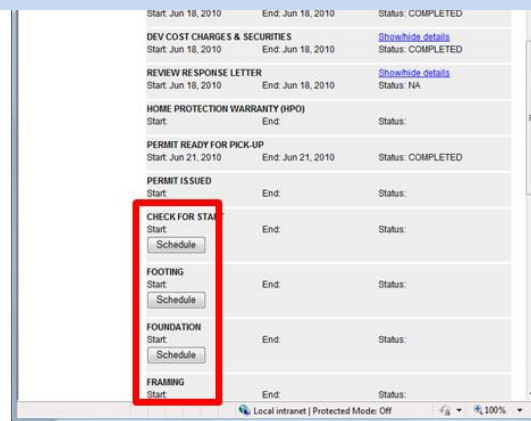 Start: Jun 18, 2010 End: Jun 18, 2010 Status: COMPLETED
DEV COST CHARGES & SECURITIES Show/hide details
Start: Jun 18, 2010 End: Jun 18, 2010 Status: COMPLETED
REVIEW RESPONSE LETTER Show/hide details
Start: Jun 18, 2010 End: Jun 18, 2010 Status: NA
HOME PROTECTION WARRANTY (HPO)
Start: End: Status:
PERMIT READY FOR PICK-UP
Start: Jun 21, 2010 End: Jun 21, 2010 Status: COMPLETED
PERMIT ISSUED
Start: End: Status:
CHECK FOR START
Start: End: Status:
Schedule
FOOTING
Start: End: Status:
Schedule
FOUNDATION
Start: End: Status:
Schedule
FRAMING
Start: End: Status:
Local intranet | Protected Mode: Off 100%